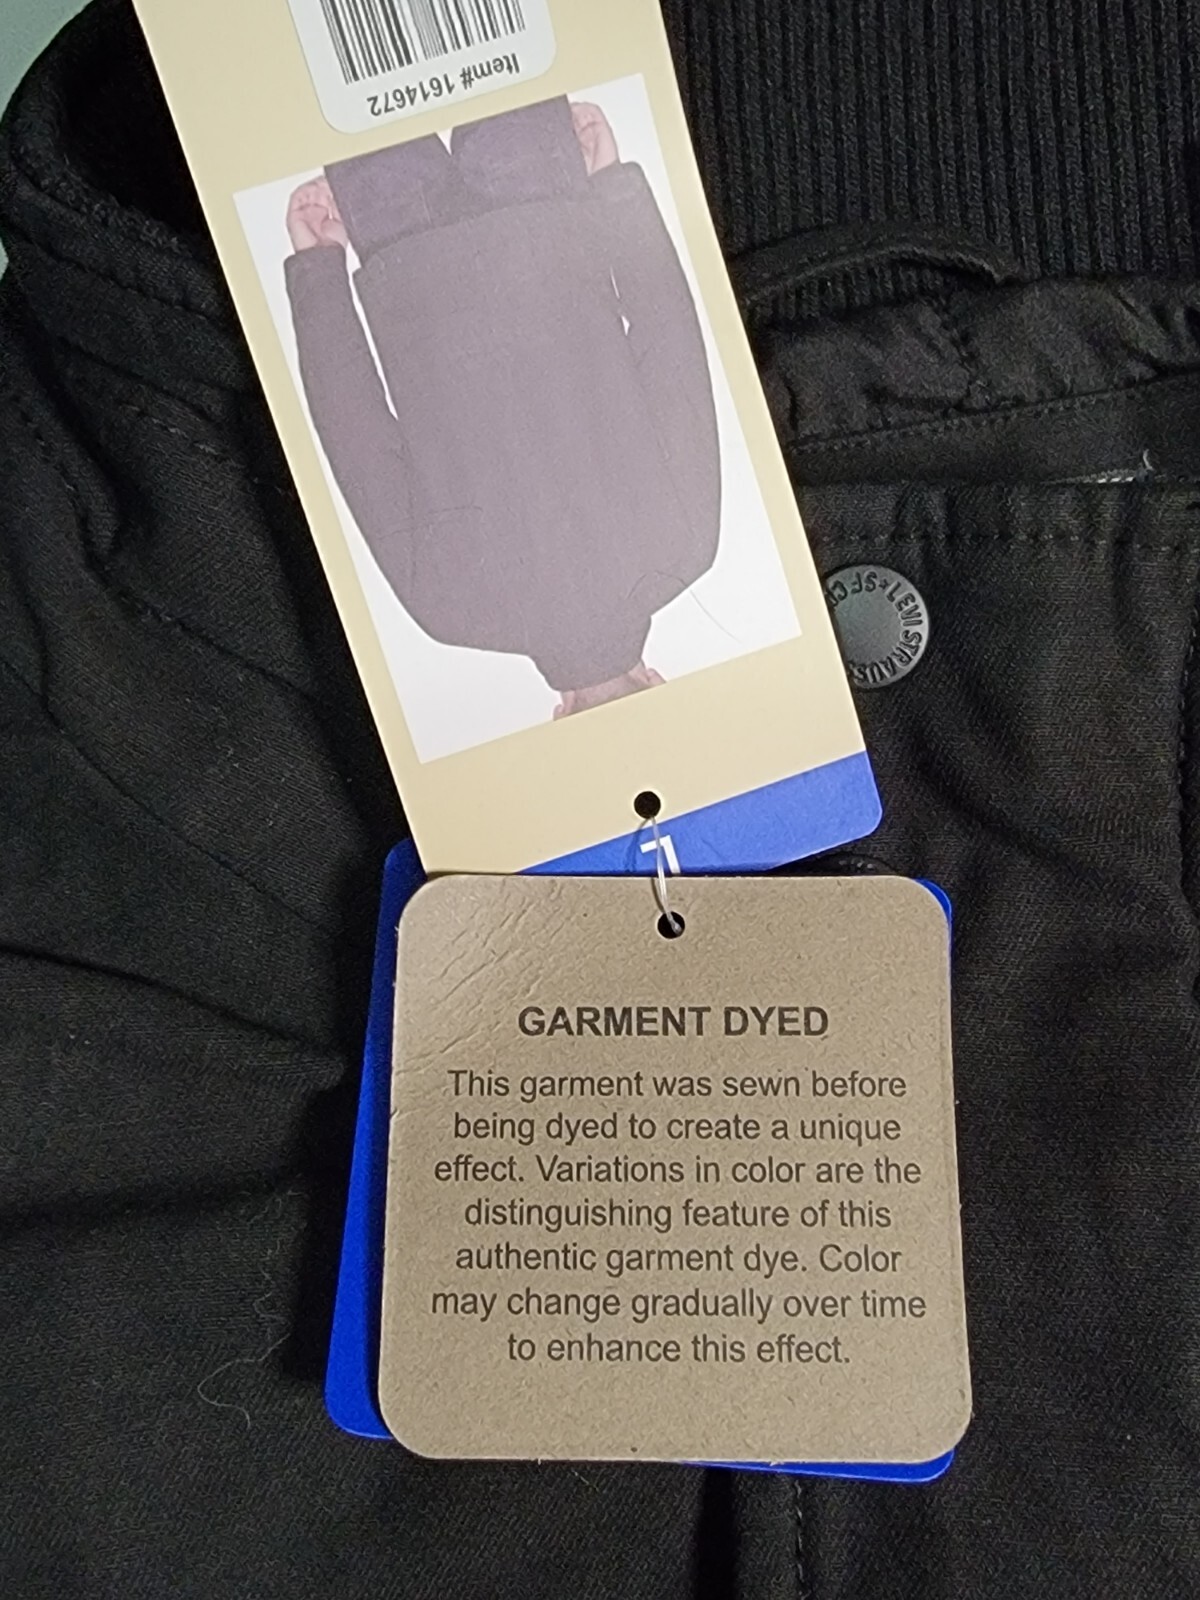 Item# 1614672
LEVI STRAUSS
SF C
L
GARMENT DYED
This garment was sewn before
being dyed to create a unique
effect. Variations in color are the
distinguishing feature of this
authentic garment dye. Color
may change gradually over time
to enhance this effect.